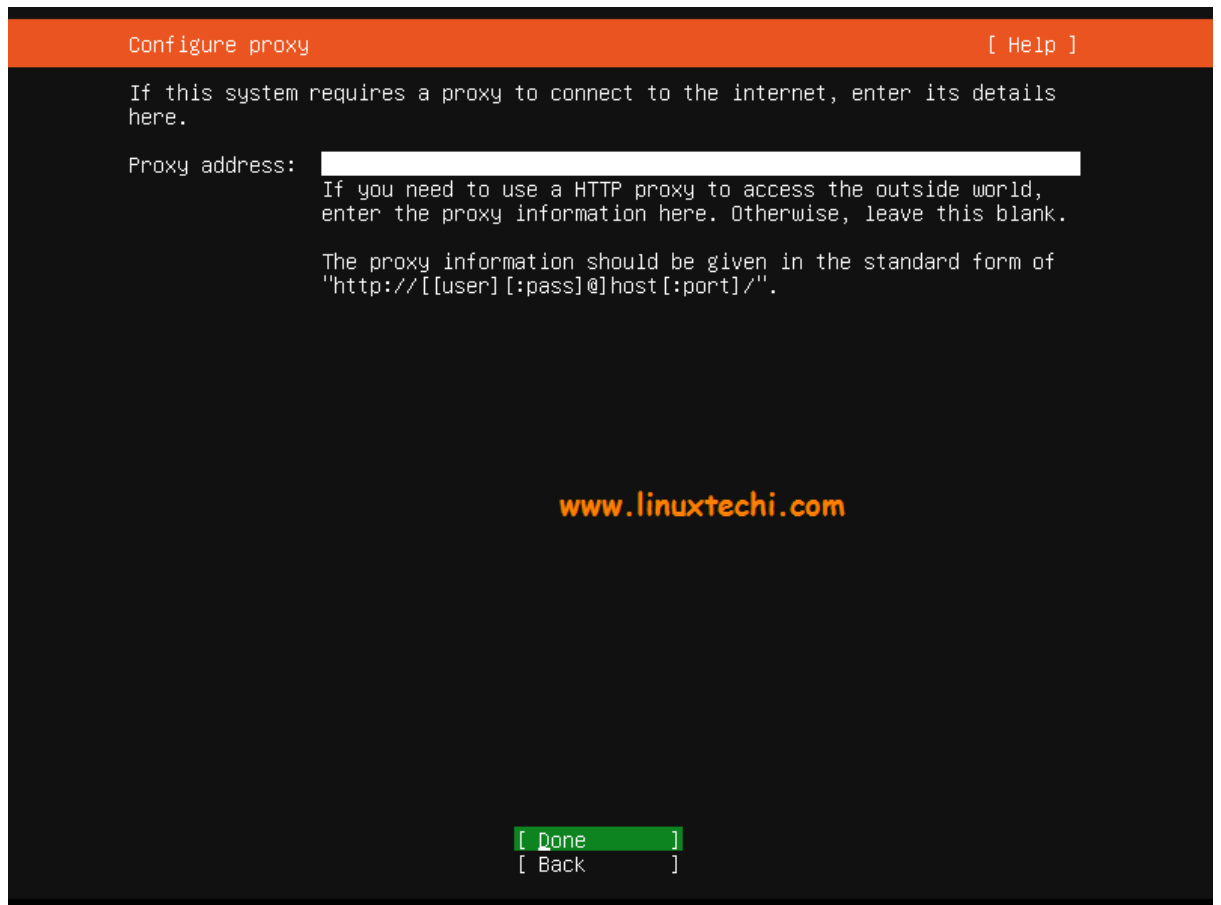 Configure proxy [ Help ]
If this system requires a proxy to connect to the internet, enter its details
here.
Proxy address:
If you need to use a HTTP proxy to access the outside world,
enter the proxy information here. Otherwise, leave this blank.
The proxy information should be given in the standard form of
"http://[[user][:pass]@]host[:port]/".
www.linuxtechi.com
[ Done ]
[ Back ]